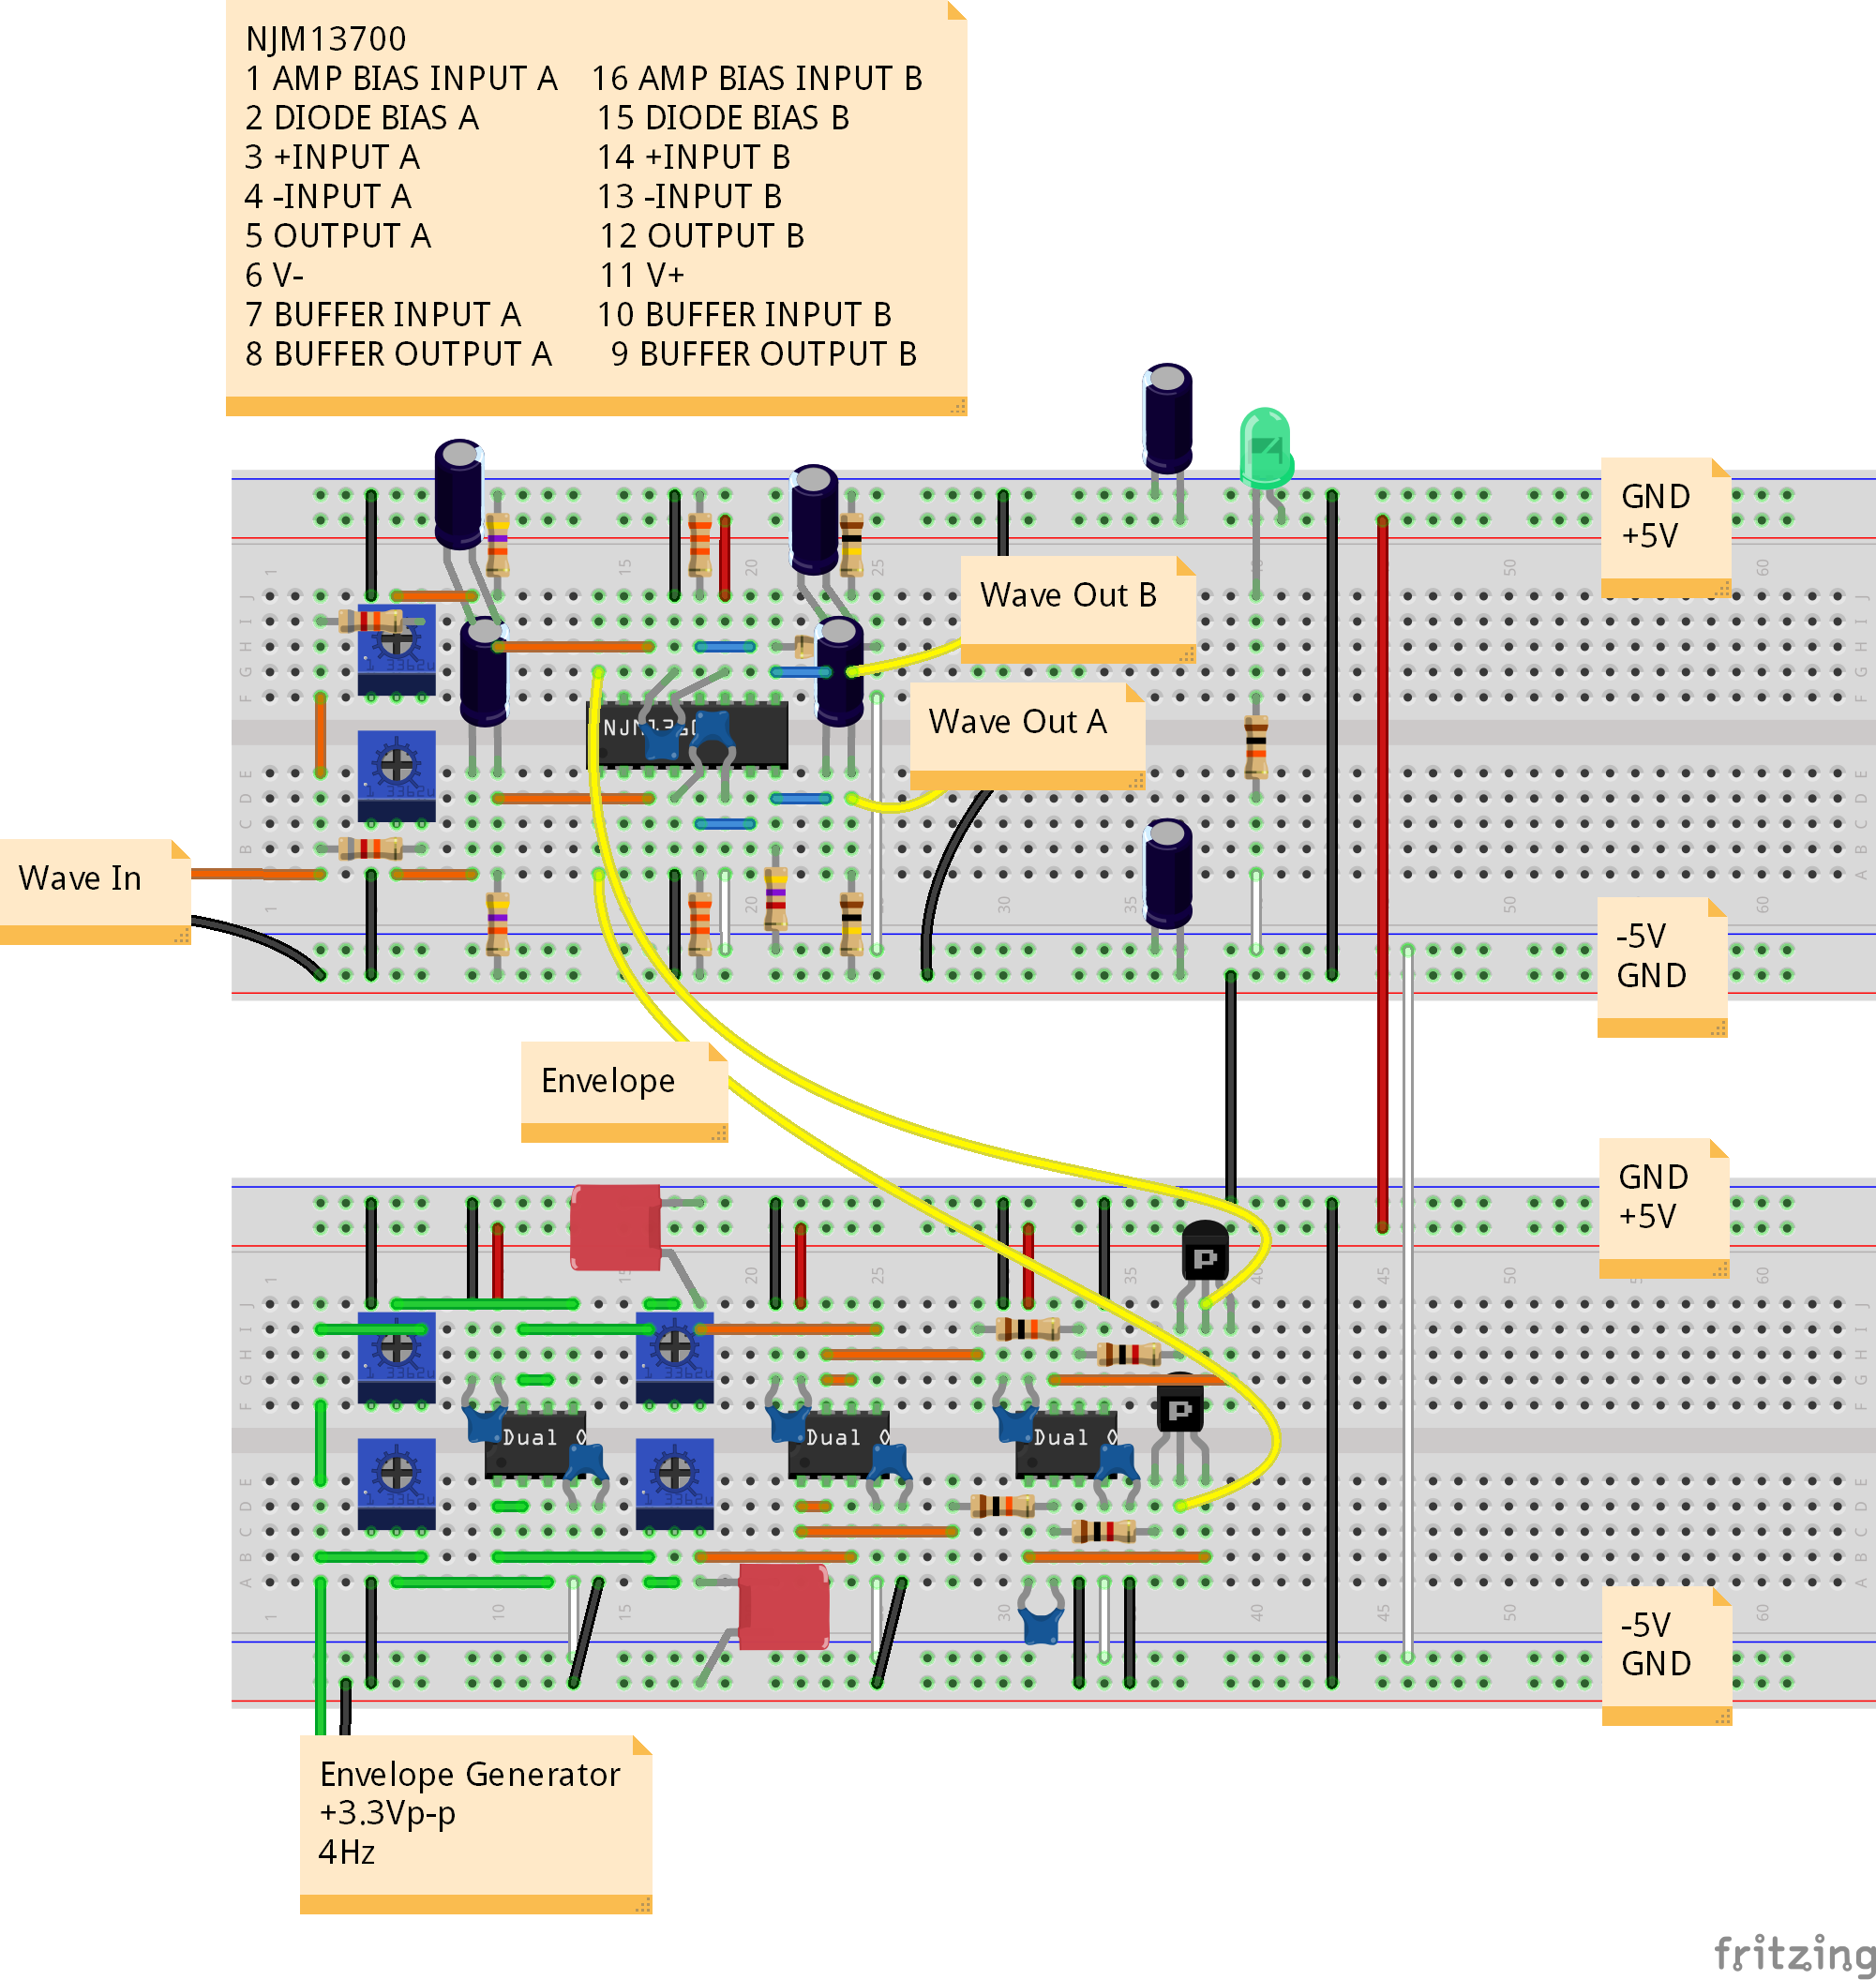 NJM13700
1 AMP BIAS INPUT A 16 AMP BIAS INPUT B
2 DIODE BIAS A 15 DIODE BIAS B
3 +INPUT A 14 +INPUT B
4 -INPUT A 13 -INPUT B
5 OUTPUT A 12 OUTPUT B
6 V- 11 V+
7 BUFFER INPUT A 10 BUFFER INPUT B
8 BUFFER OUTPUT A 9 BUFFER OUTPUT B
GND
+5V
Wave Out B
Wave Out A
Wave In
-5V
GND
Envelope
GND
+5V
Dual
Dual
Dual
-5V
GND
Envelope Generator
+3.3Vp-p
4Hz
fritzing